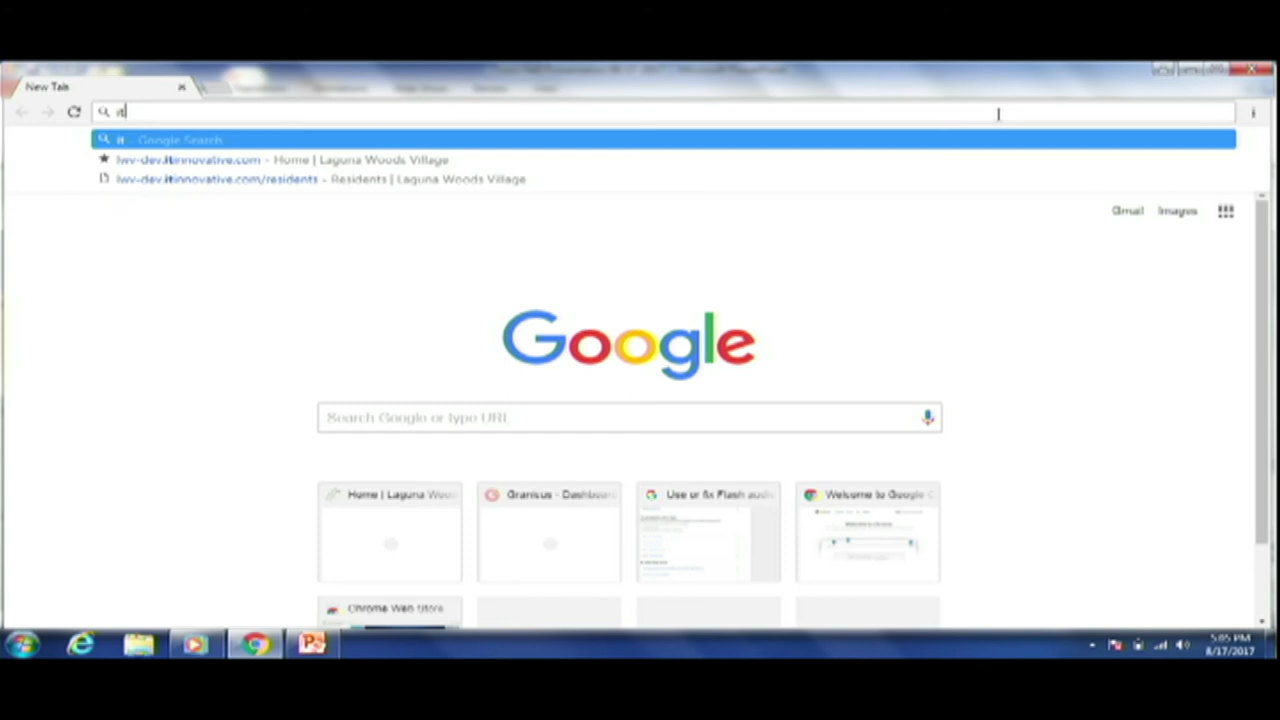 New Tab
it
it - Google Search
lwv-dev.itinnovative.com - Home | Laguna Woods Village
lwv-dev.itinnovative.com/residents - Residents | Laguna Woods Village
Gmail Images
Google
Search Google or type URL
Home | Laguna Woo
Granicus - Dashboard
Use or fix Flash audio
Welcome to Google C
Chrome Web Store
5:05 PM
8/17/2017